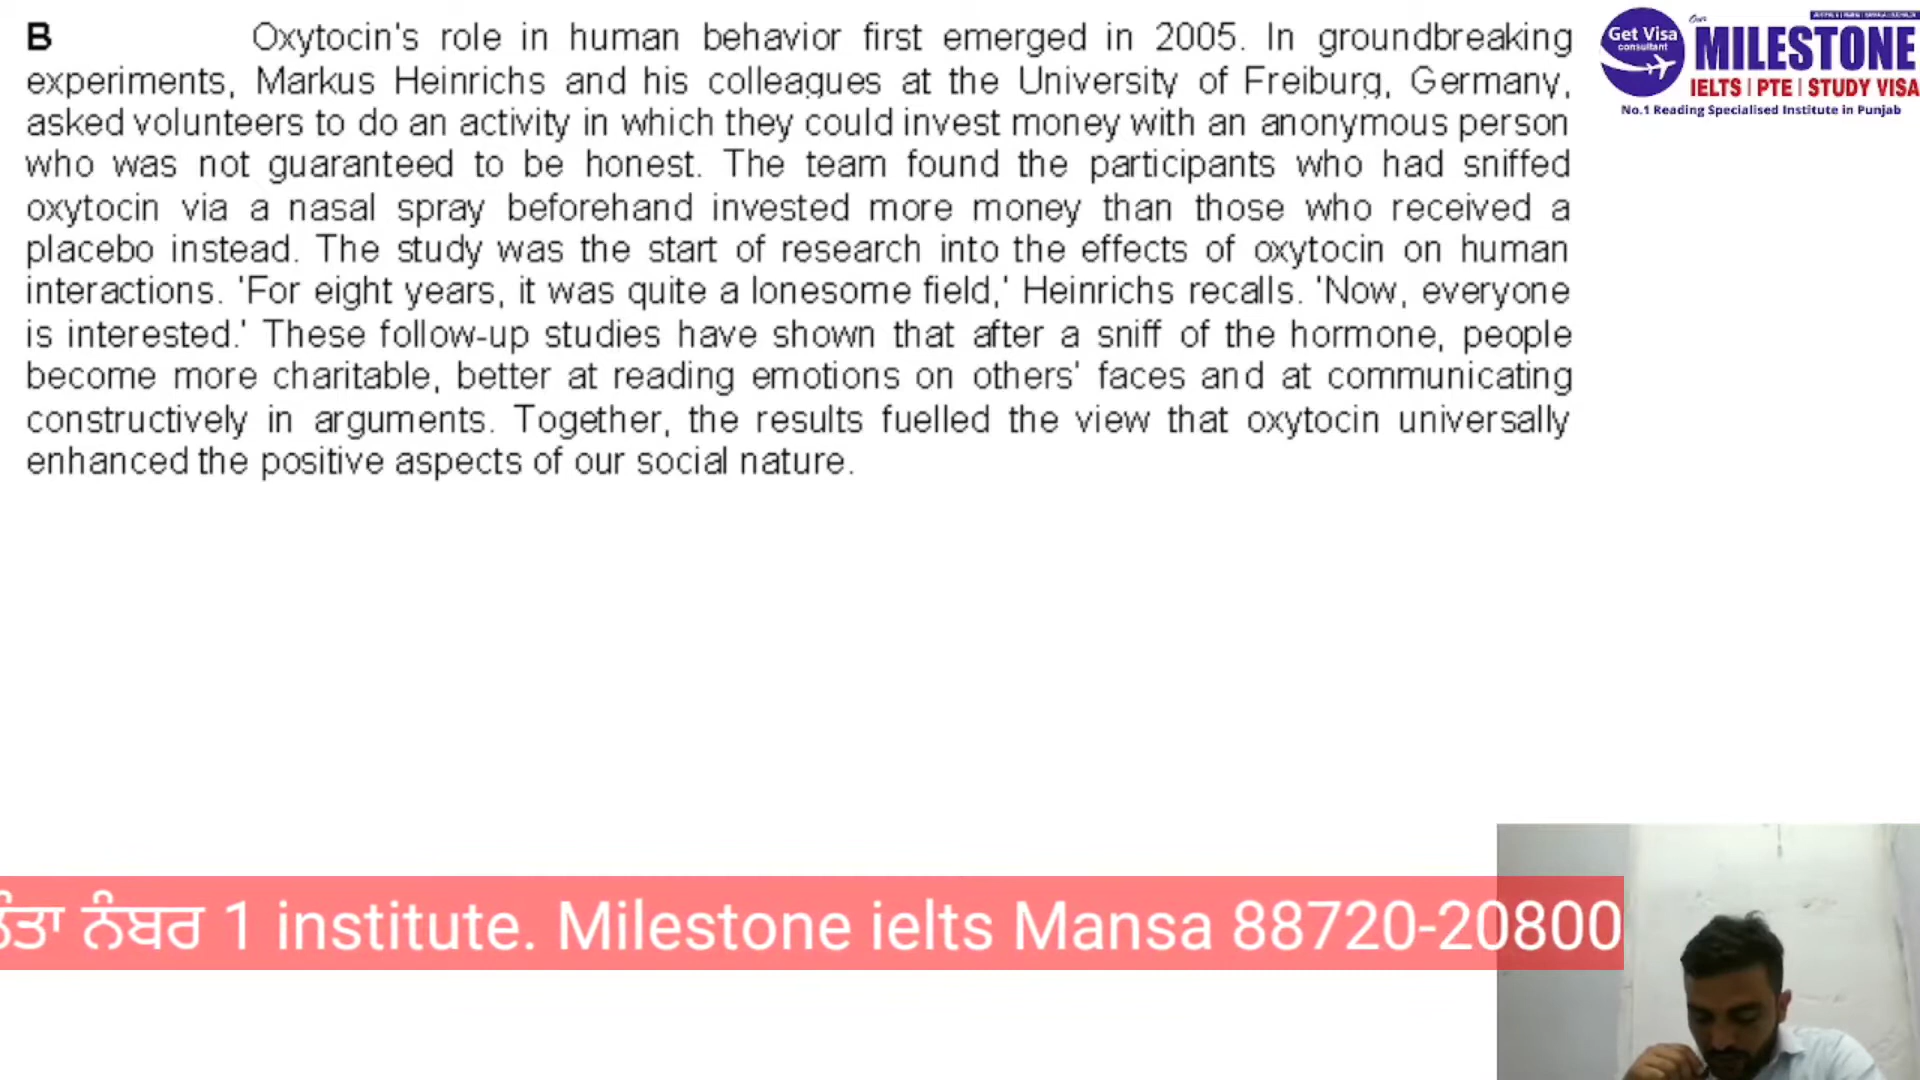 B Oxytocin's role in human behavior first emerged in 2005. In groundbreaking
experiments, Markus Heinrichs and his colleagues at the University of Freiburg, Germany,
asked volunteers to do an activity in which they could invest money with an anonymous person
who was not guaranteed to be honest. The team found the participants who had sniffed
oxytocin via a nasal spray beforehand invested more money than those who received a
placebo instead. The study was the start of research into the effects of oxytocin on human
interactions. 'For eight years, it was quite a lonesome field,' Heinrichs recalls. 'Now, everyone
is interested.' These follow-up studies have shown that after a sniff of the hormone, people
become more charitable, better at reading emotions on others' faces and at communicating
constructively in arguments. Together, the results fuelled the view that oxytocin universally
enhanced the positive aspects of our social nature.
Get Visa
consultant
Our
MILESTONE
IELTS | PTE | STUDY VISA
No.1 Reading Specialised Institute in Punjab
ਨੰਬਰ 1 institute. Milestone ielts Mansa 88720-20800